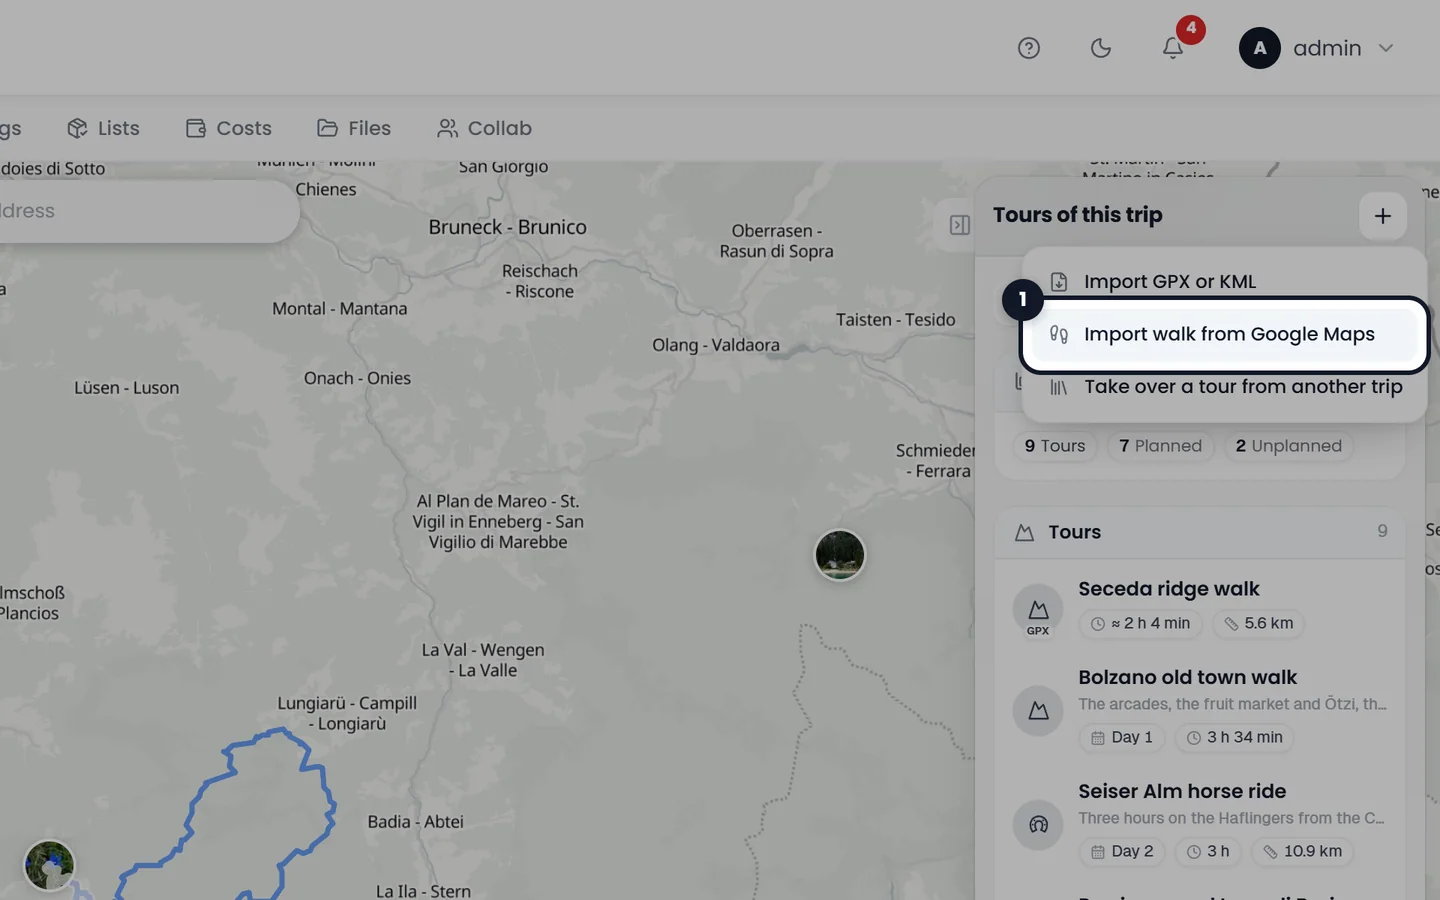 4
A admin
gs Lists Costs Files Collab
doies di Sotto
San Giorgio
Chienes
dress
Bruneck - Brunico
Oberrasen -
Rasun di Sopra
Reischach
- Riscone
Montal - Mantana
Taisten - Tesido
Olang - Valdaora
Onach - Onies
Lüsen - Luson
Schmieden
- Ferrara
Al Plan de Mareo - St.
Vigil in Enneberg - San
Vigilio di Marebbe
lmschoß
Plancios
La Val - Wengen
- La Valle
Lungiarü - Campill
- Longiarù
Badia - Abtei
La Ila - Stern
Tours of this trip
Import GPX or KML
1
Import walk from Google Maps
Take over a tour from another trip
9 Tours 7 Planned 2 Unplanned
Tours 9
Seceda ridge walk
GPX
≈ 2 h 4 min 5.6 km
Bolzano old town walk
The arcades, the fruit market and Ötzi, th...
Day 1 3 h 34 min
Seiser Alm horse ride
Three hours on the Haflingers from the C...
Day 2 3 h 10.9 km